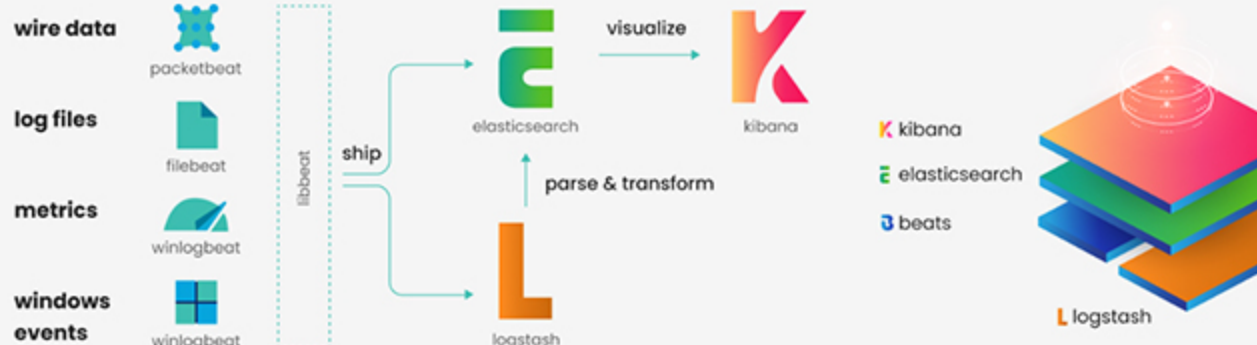 wire data
packetbeat
log files
filebeat
metrics
winlogbeat
windows
events
winlogbeat
libbeat
ship
elasticsearch
visualize
kibana
parse & transform
logstash
kibana
elasticsearch
beats
logstash